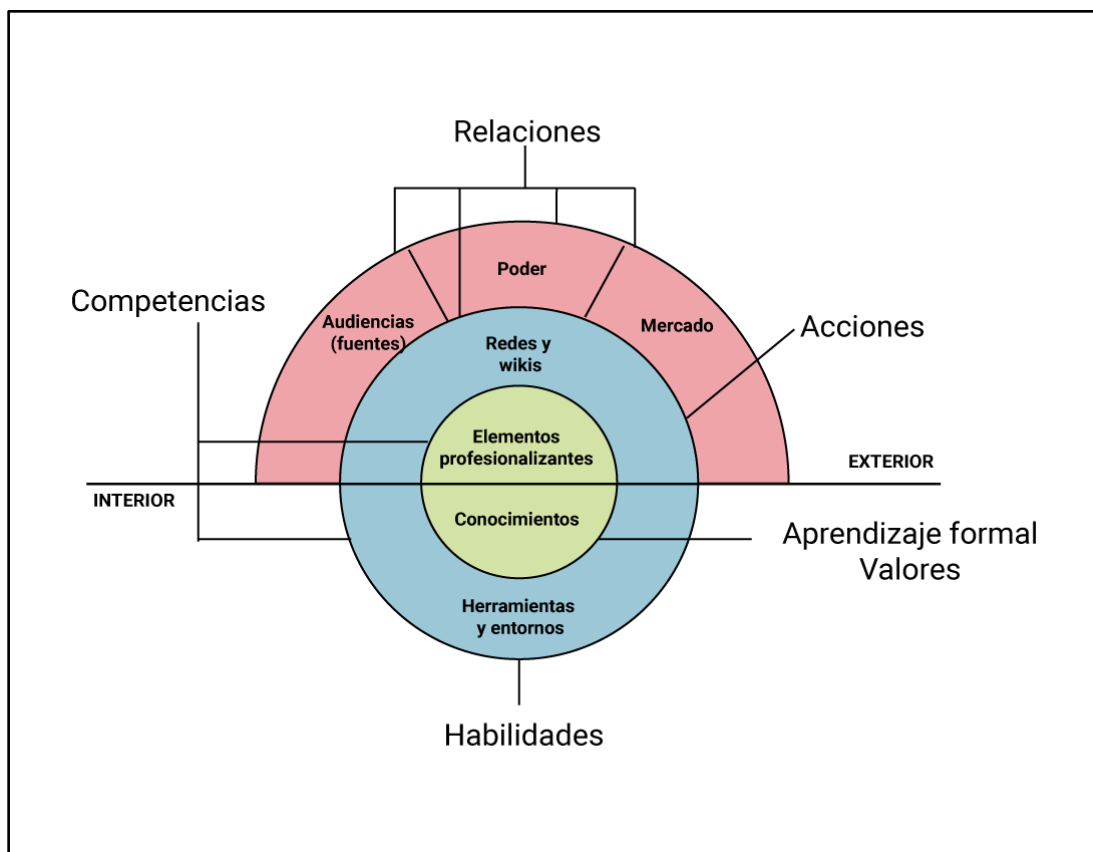 Relaciones
Poder
Competencias
Audiencias
(fuentes)
Mercado
Acciones
Redes y
wikis
Elementos
profesionalizantes
EXTERIOR
INTERIOR
Conocimientos
Aprendizaje formal
Valores
Herramientas
y entornos
Habilidades